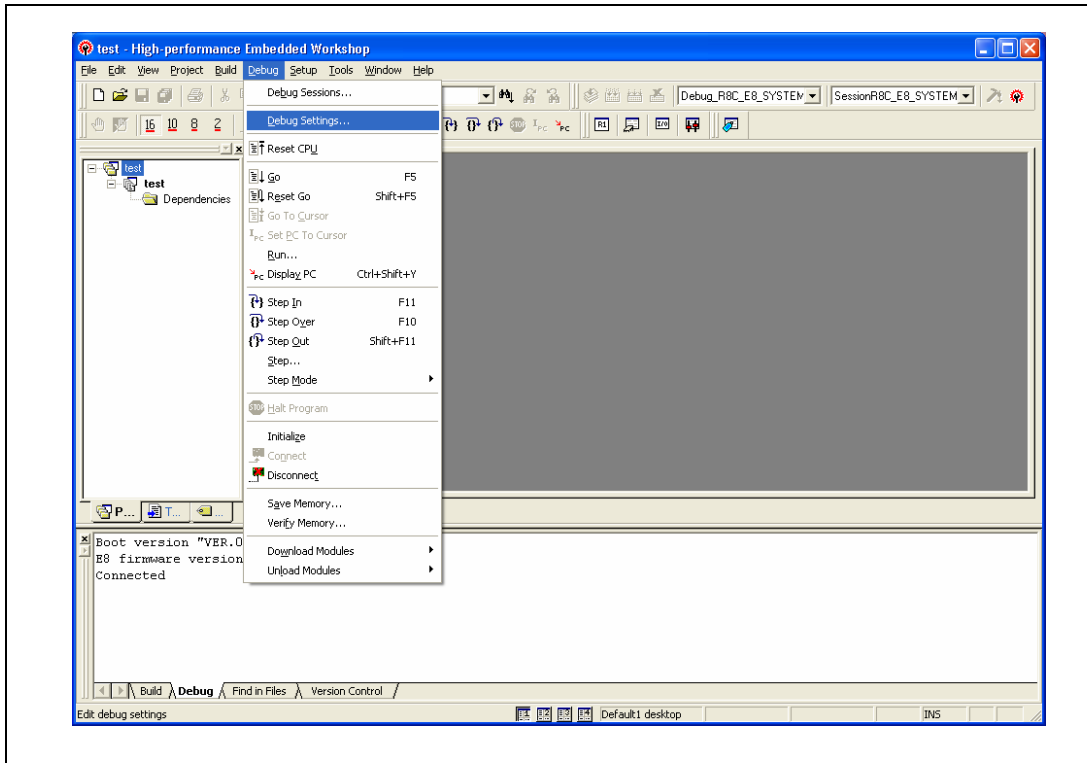 test - High-performance Embedded Workshop
File Edit View Project Build Debug Setup Tools Window Help
Debug_R8C_E8_SYSTEM SessionR8C_E8_SYSTEM
16 10 8 2
Debug Sessions...
Debug Settings...
Reset CPU
Go F5
Reset Go Shift+F5
Go To Cursor
Set PC To Cursor
Run...
Display PC Ctrl+Shift+Y
Step In F11
Step Over F10
Step Out Shift+F11
Step...
Step Mode
Halt Program
Initialize
Connect
Disconnect
Save Memory...
Verify Memory...
Download Modules
Unload Modules
test
test
Dependencies
P... T... ...
Boot version "VER.0
E8 firmware version
Connected
Build Debug Find in Files Version Control
Edit debug settings Default1 desktop INS